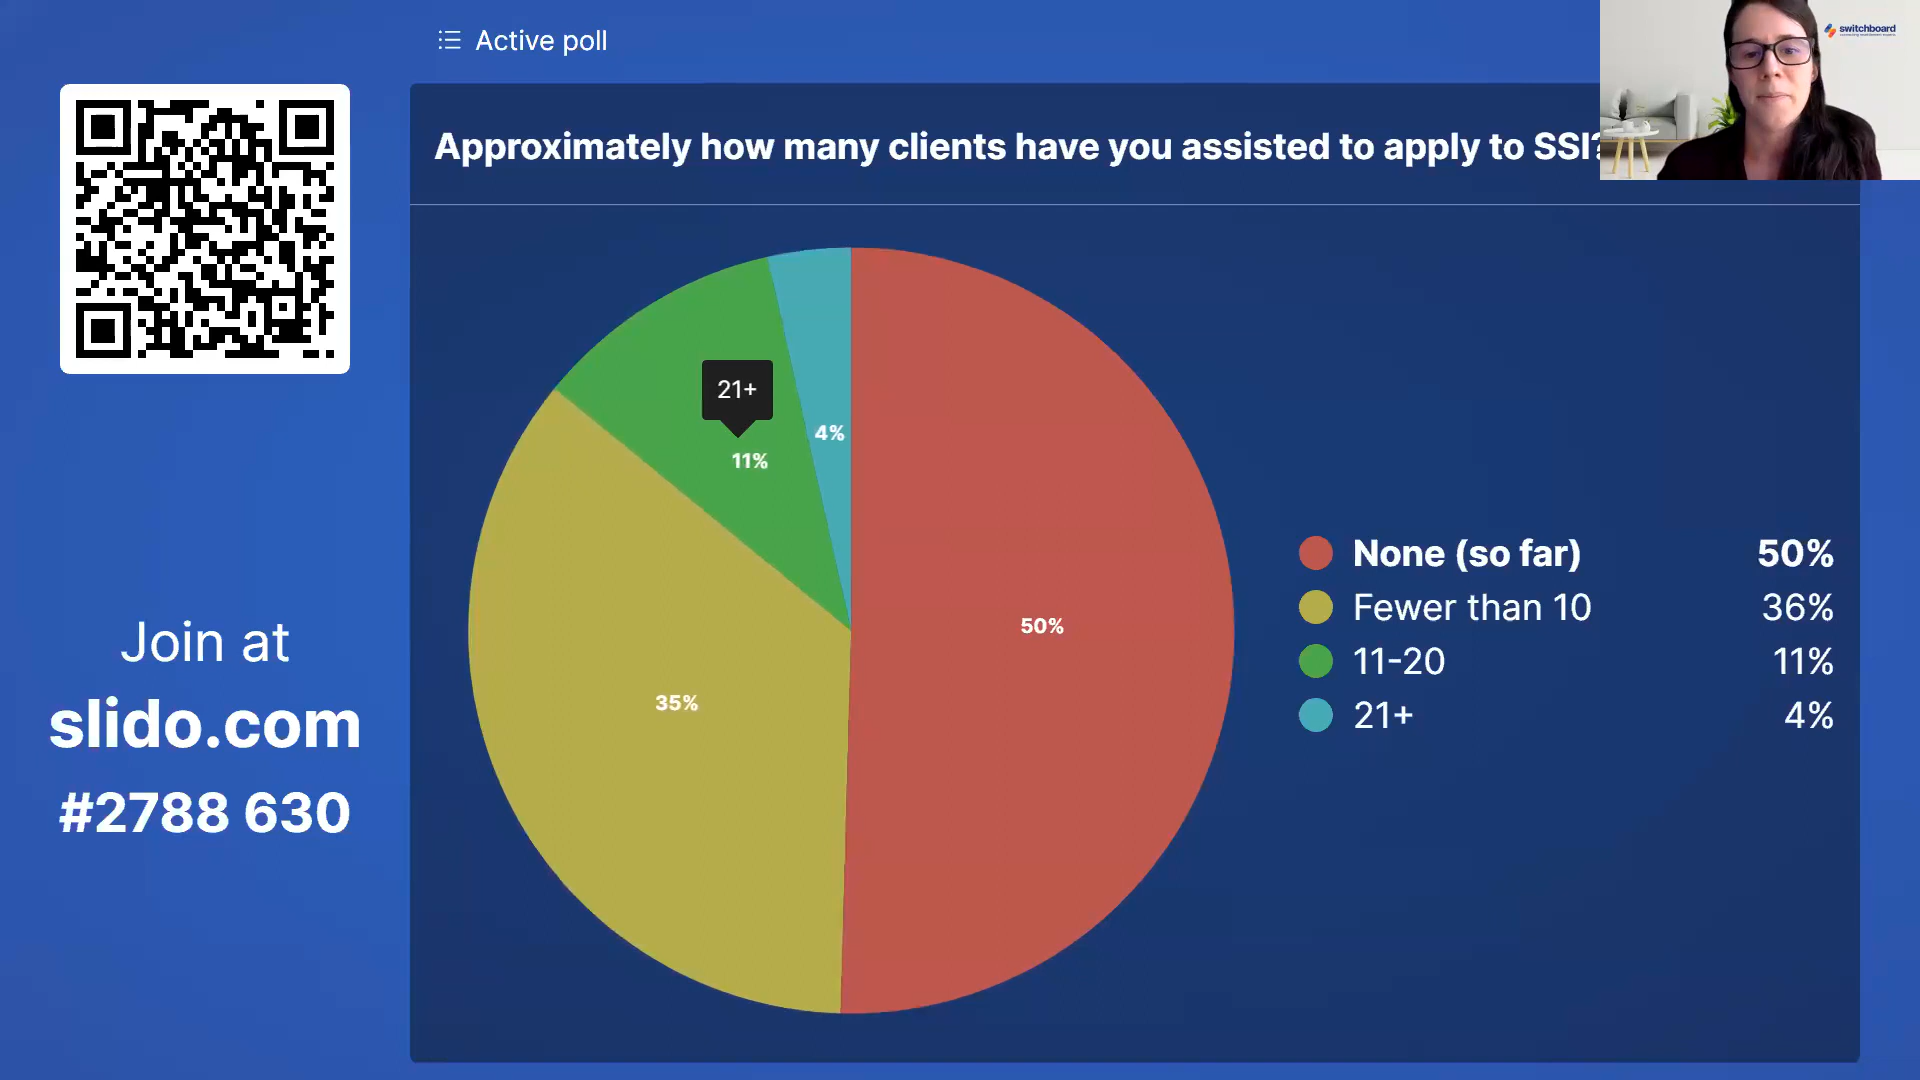 Active poll
switchboard
Approximately how many clients have you assisted to apply to SSI?
21+
4%
11%
50%
35%
None (so far) 50%
Fewer than 10 36%
11-20 11%
21+ 4%
Join at
slido.com
#2788 630